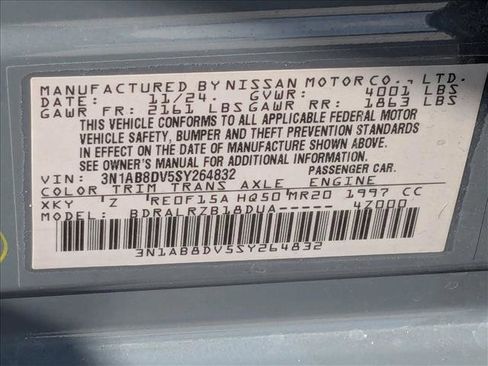 MANUFACTURED BY NISSAN MOTOR CO., LTD.
DATE: 11/24 GVWR: 4001 LBS
GAWR FR: 2161 LBS GAWR RR: 1863 LBS
THIS VEHICLE CONFORMS TO ALL APPLICABLE FEDERAL MOTOR
VEHICLE SAFETY, BUMPER AND THEFT PREVENTION STANDARDS
IN EFFECT ON THE DATE OF MANUFACTURE SHOWN ABOVE.
SEE OWNER'S MANUAL FOR ADDITIONAL INFORMATION.
VIN: 3N1AB8DV5SY264832 PASSENGER CAR.
COLOR TRIM TRANS AXLE ENGINE
XKY Z RE0F15A HQ50 MR20 1997 CC
MODEL: BDRALRZB18DUA----- 47000
3N1AB8DV5SY264832